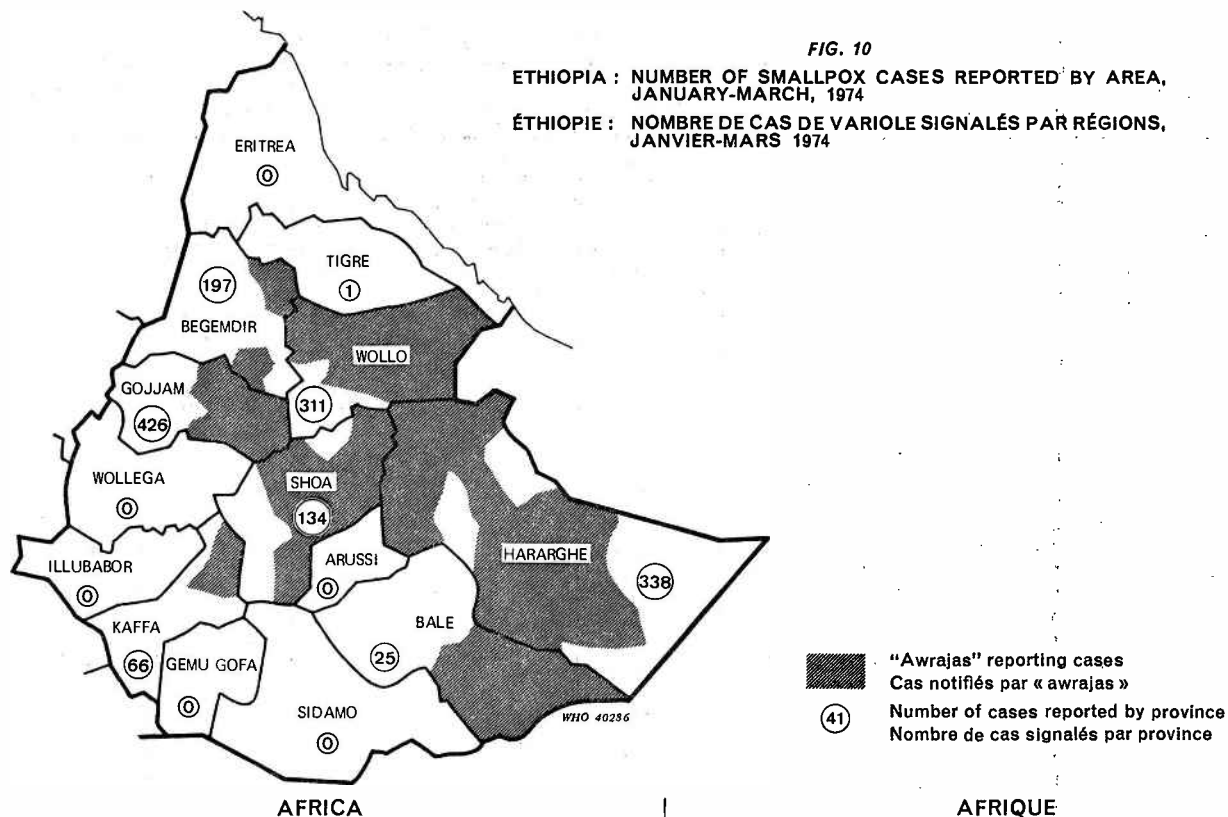 FIG. 10
ETHIOPIA : NUMBER OF SMALLPOX CASES REPORTED BY AREA,
JANUARY-MARCH, 1974
ÉTHIOPIE : NOMBRE DE CAS DE VARIOLE SIGNALÉS PAR RÉGIONS,
JANVIER-MARS 1974
ERITREA
0
TIGRE
1
197
BEGEMDIR
WOLLO
GOJJAM
426
311
WOLLEGA
0
SHOA
134
ILLUBABOR
0
ARUSSI
0
HARARGHE
338
KAFFA
66
GEMU GOFA
0
BALE
25
SIDAMO
0
WHO 40286
"Awrajas" reporting cases
Cas notifiés par « awrajas »
41
Number of cases reported by province
Nombre de cas signalés par province
AFRICA
AFRIQUE